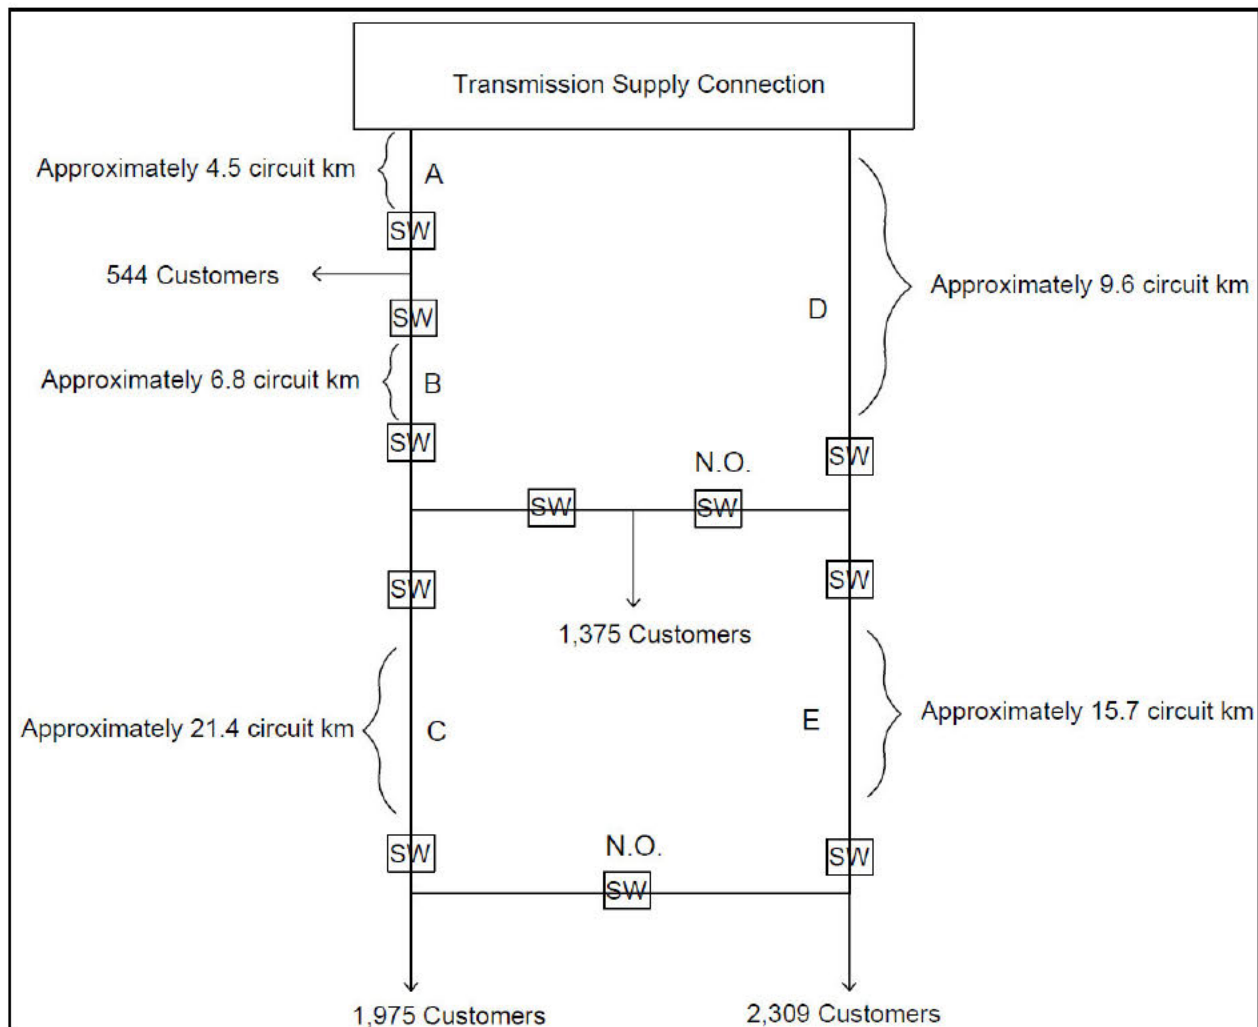 Transmission Supply Connection
Approximately 4.5 circuit km
A
SW
544 Customers
SW
Approximately 9.6 circuit km
D
Approximately 6.8 circuit km
B
SW
SW
N.O.
SW
SW
SW
SW
1,375 Customers
Approximately 21.4 circuit km
C
E
Approximately 15.7 circuit km
SW
N.O.
SW
SW
1,975 Customers
2,309 Customers